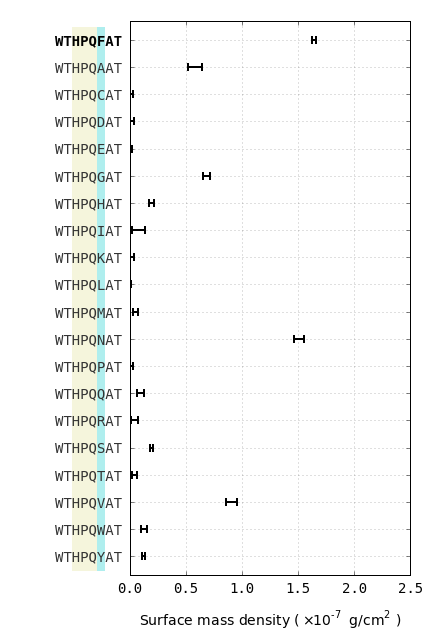 WTHPQFAT
WTHPQAAT
WTHPQCAT
WTHPQDAT
WTHPQEAT
WTHPQGAT
WTHPQHAT
WTHPQIAT
WTHPQKAT
WTHPQLAT
WTHPQMAT
WTHPQNAT
WTHPQPAT
WTHPQQAT
WTHPQRAT
WTHPQSAT
WTHPQTAT
WTHPQVAT
WTHPQWAT
WTHPQYAT
0.0 0.5 1.0 1.5 2.0 2.5
Surface mass density ( ×10⁻⁷ g/cm² )